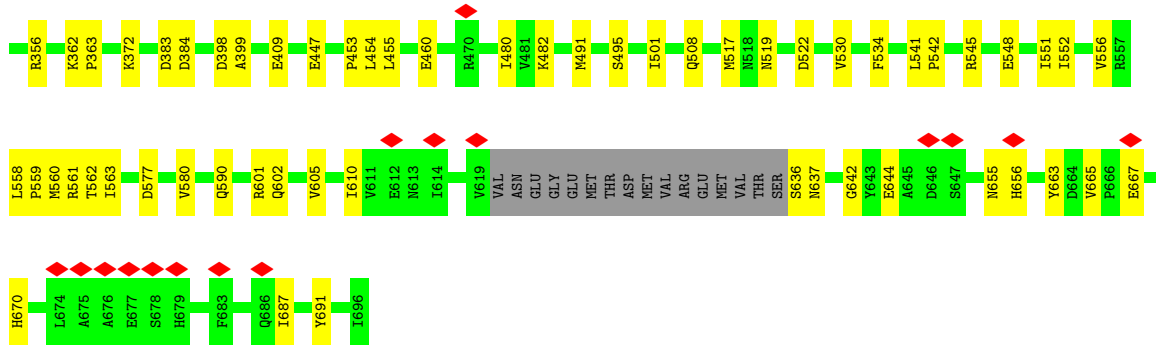 R356 K362 P363 K372 D383 D384 D398 A399 E409 E447 P453 L454 L455 E460 R470 I480 V481 K482 M491 S495 I501 Q508 M517 N518 N519 D522 V530 F534 L541 P542 R545 E548 I551 I552 V556 R557
L558 P559 M560 R561 T562 I563 D577 V580 Q590 R601 Q602 V605 I610 V611 E612 N613 I614 V619 VAL ASN GLU GLY GLU MET THR ASP MET VAL ARG GLU MET VAL THR SER S636 N637 G642 Y643 E644 A645 D646 S647 N655 H656 Y663 D664 V665 P666 E667
H670 L674 A675 A676 E677 S678 H679 F683 Q686 I687 Y691 I696